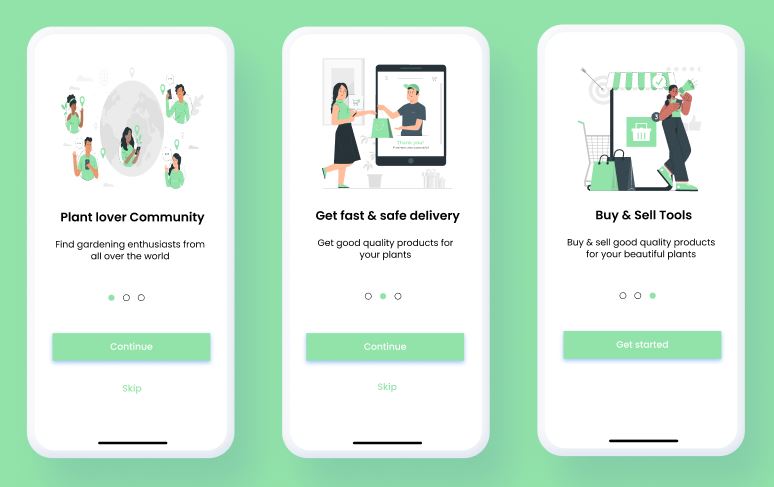 Plant lover Community
Find gardening enthusiasts from
all over the world
Continue
Skip
Thank you!
Get fast & safe delivery
Get good quality products for
your plants
Continue
Skip
Buy & Sell Tools
Buy & sell good quality products
for your beautiful plants
Get started